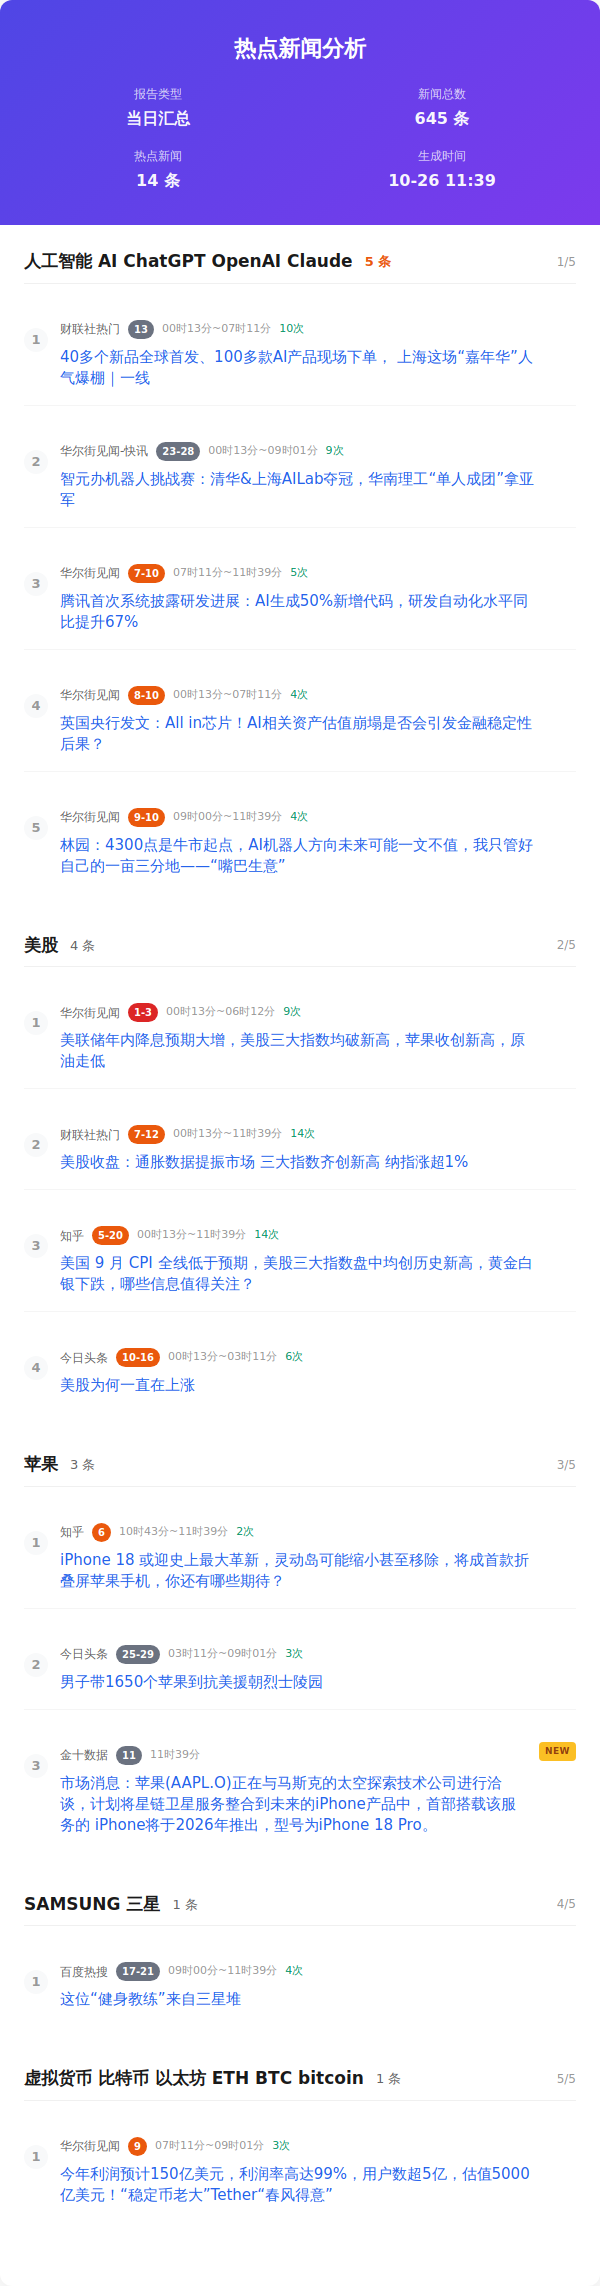 热点新闻分析
报告类型
新闻总数
当日汇总
645 条
热点新闻
生成时间
14 条
10-26 11:39
人工智能 AI ChatGPT OpenAI Claude 5 条 1/5
1
财联社热门 13 00时13分~07时11分 10次
40多个新品全球首发、100多款AI产品现场下单， 上海这场“嘉年华”人
气爆棚｜一线
2
华尔街见闻-快讯 23-28 00时13分~09时01分 9次
智元办机器人挑战赛：清华&上海AILab夺冠，华南理工“单人成团”拿亚
军
3
华尔街见闻 7-10 07时11分~11时39分 5次
腾讯首次系统披露研发进展：AI生成50%新增代码，研发自动化水平同
比提升67%
4
华尔街见闻 8-10 00时13分~07时11分 4次
英国央行发文：All in芯片！AI相关资产估值崩塌是否会引发金融稳定性
后果？
5
华尔街见闻 9-10 09时00分~11时39分 4次
林园：4300点是牛市起点，AI机器人方向未来可能一文不值，我只管好
自己的一亩三分地——“嘴巴生意”
美股 4 条 2/5
1
华尔街见闻 1-3 00时13分~06时12分 9次
美联储年内降息预期大增，美股三大指数均破新高，苹果收创新高，原
油走低
2
财联社热门 7-12 00时13分~11时39分 14次
美股收盘：通胀数据提振市场 三大指数齐创新高 纳指涨超1%
3
知乎 5-20 00时13分~11时39分 14次
美国 9 月 CPI 全线低于预期，美股三大指数盘中均创历史新高，黄金白
银下跌，哪些信息值得关注？
4
今日头条 10-16 00时13分~03时11分 6次
美股为何一直在上涨
苹果 3 条 3/5
1
知乎 6 10时43分~11时39分 2次
iPhone 18 或迎史上最大革新，灵动岛可能缩小甚至移除，将成首款折
叠屏苹果手机，你还有哪些期待？
2
今日头条 25-29 03时11分~09时01分 3次
男子带1650个苹果到抗美援朝烈士陵园
3
金十数据 11 11时39分 NEW
市场消息：苹果(AAPL.O)正在与马斯克的太空探索技术公司进行洽
谈，计划将星链卫星服务整合到未来的iPhone产品中，首部搭载该服
务的 iPhone将于2026年推出，型号为iPhone 18 Pro。
SAMSUNG 三星 1 条 4/5
1
百度热搜 17-21 09时00分~11时39分 4次
这位“健身教练”来自三星堆
虚拟货币 比特币 以太坊 ETH BTC bitcoin 1 条 5/5
1
华尔街见闻 9 07时11分~09时01分 3次
今年利润预计150亿美元，利润率高达99%，用户数超5亿，估值5000
亿美元！“稳定币老大”Tether“春风得意”